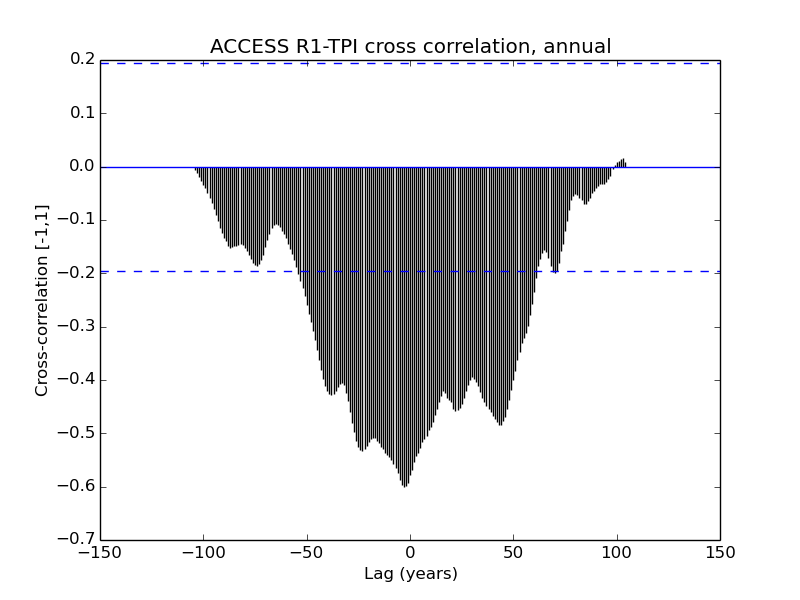 ACCESS R1-TPI cross correlation, annual
0.2
0.1
0.0
−0.1
−0.2
−0.3
−0.4
−0.5
−0.6
−0.7
Cross-correlation [-1,1]
−150 −100 −50 0 50 100 150
Lag (years)